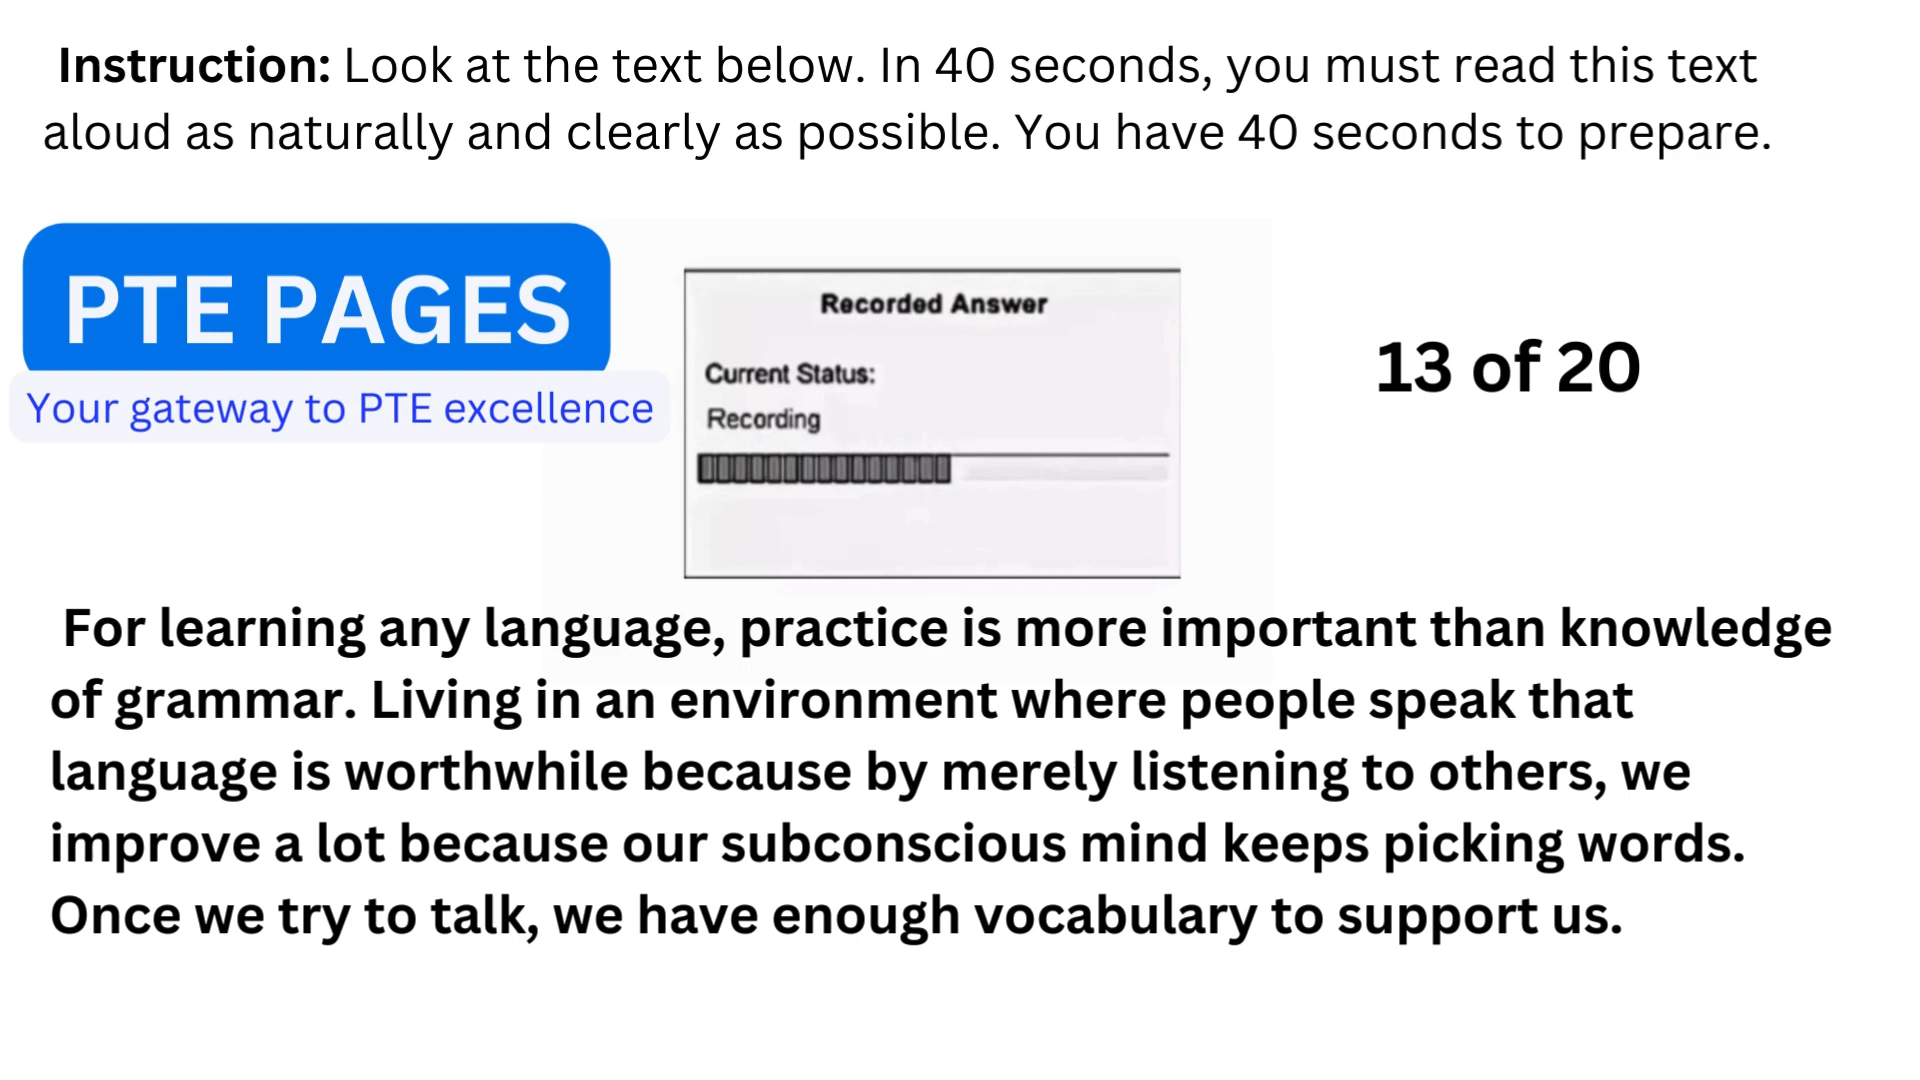 Instruction: Look at the text below. In 40 seconds, you must read this text
aloud as naturally and clearly as possible. You have 40 seconds to prepare.
PTE PAGES
Your gateway to PTE excellence
Recorded Answer
Current Status:
Recording
13 of 20
For learning any language, practice is more important than knowledge
of grammar. Living in an environment where people speak that
language is worthwhile because by merely listening to others, we
improve a lot because our subconscious mind keeps picking words.
Once we try to talk, we have enough vocabulary to support us.